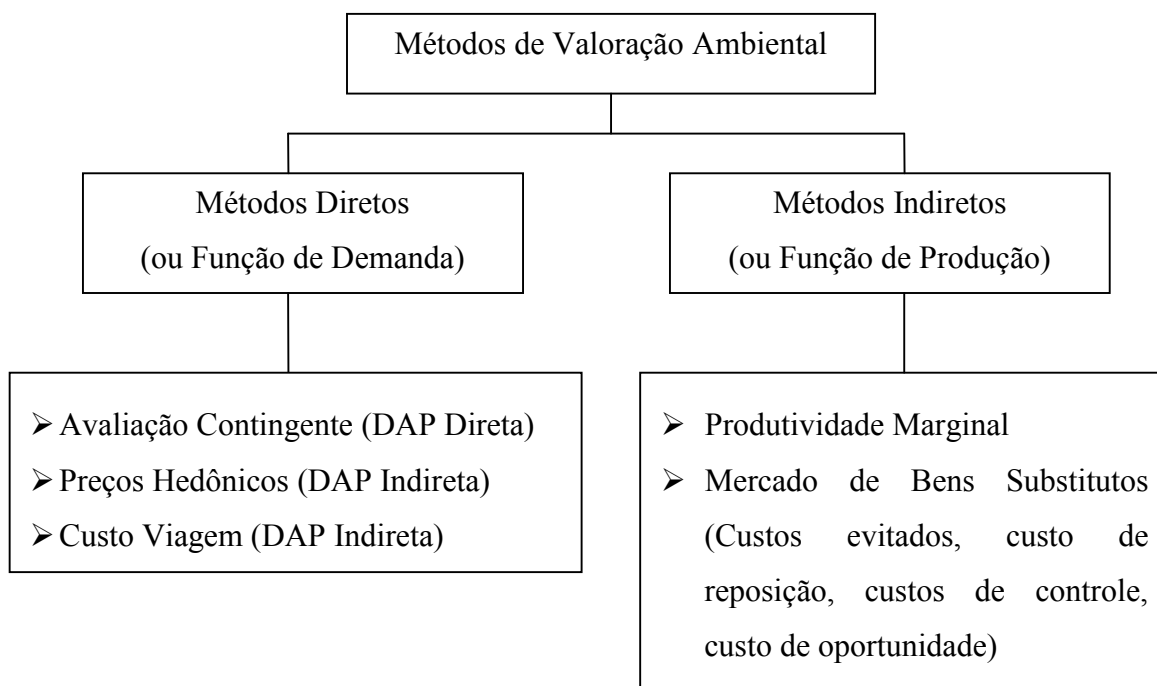 Métodos de Valoração Ambiental
Métodos Diretos
(ou Função de Demanda)
Métodos Indiretos
(ou Função de Produção)
➢ Avaliação Contingente (DAP Direta)
➢ Preços Hedônicos (DAP Indireta)
➢ Custo Viagem (DAP Indireta)
➢ Produtividade Marginal
➢ Mercado de Bens Substitutos
(Custos evitados, custo de
reposição, custos de controle,
custo de oportunidade)